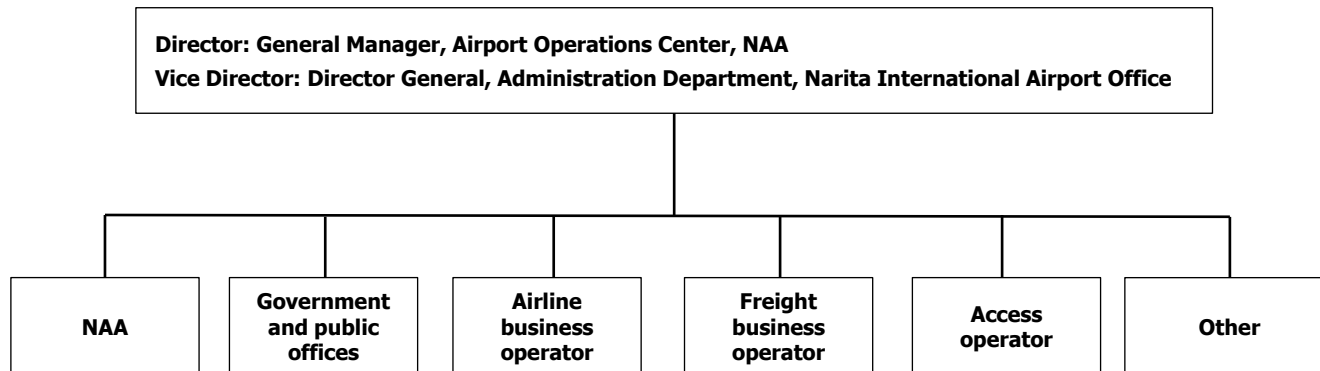 Director: General Manager, Airport Operations Center, NAA
Vice Director: Director General, Administration Department, Narita International Airport Office
NAA
Government
and public
offices
Airline
business
operator
Freight
business
operator
Access
operator
Other